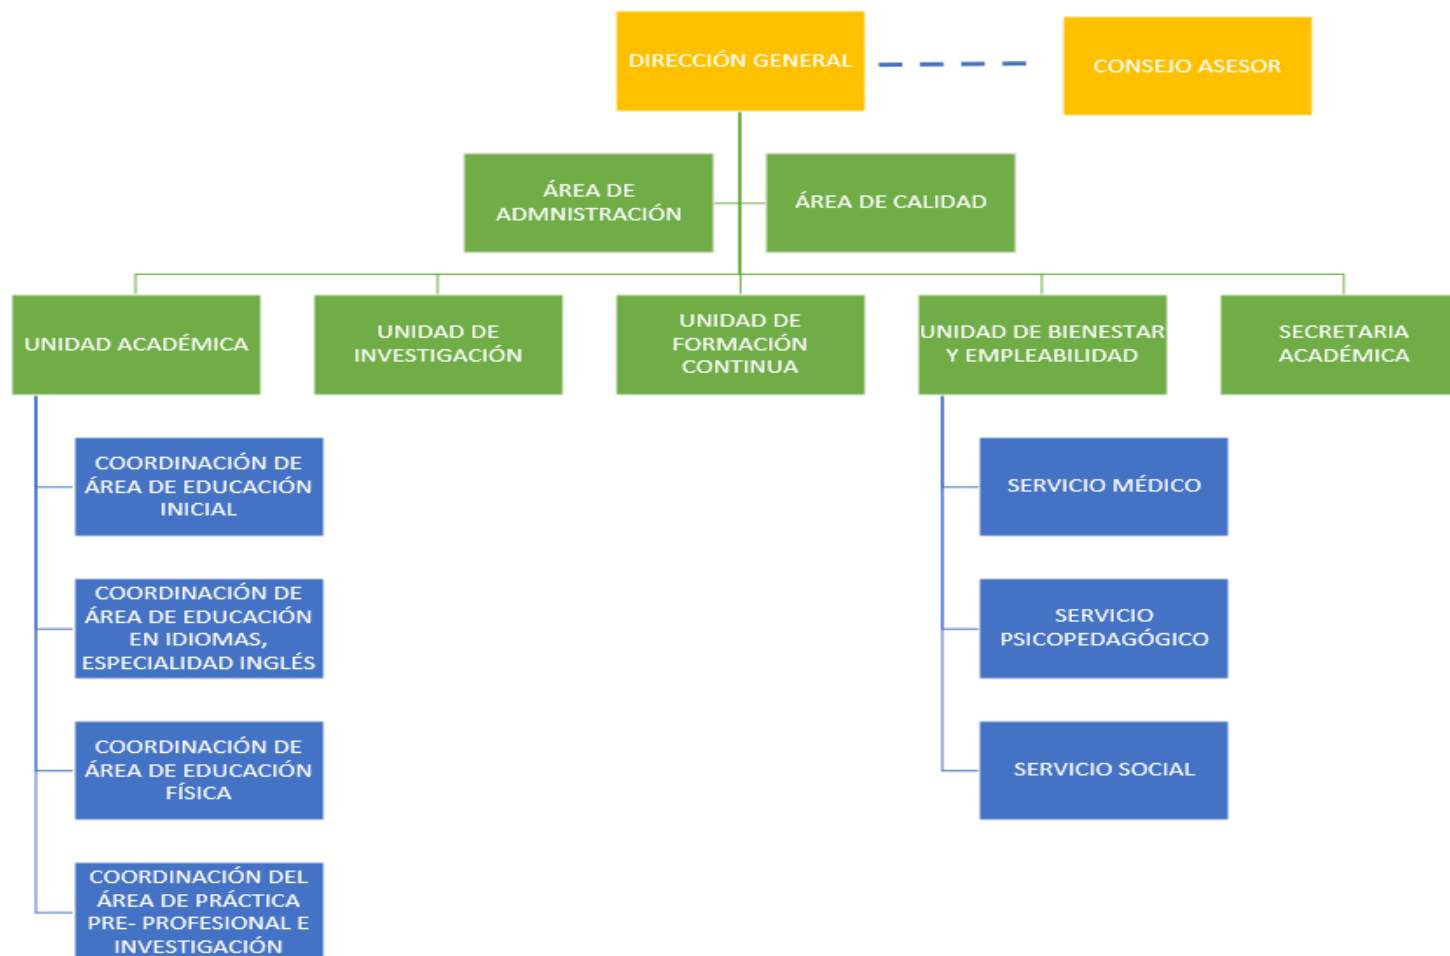 DIRECCIÓN GENERAL
CONSEJO ASESOR
ÁREA DE
ADMNISTRACIÓN
ÁREA DE CALIDAD
UNIDAD ACADÉMICA
UNIDAD DE
INVESTIGACIÓN
UNIDAD DE
FORMACIÓN
CONTINUA
UNIDAD DE BIENESTAR
Y EMPLEABILIDAD
SECRETARIA
ACADÉMICA
COORDINACIÓN DE
ÁREA DE EDUCACIÓN
INICIAL
COORDINACIÓN DE
ÁREA DE EDUCACIÓN
EN IDIOMAS,
ESPECIALIDAD INGLÉS
COORDINACIÓN DE
ÁREA DE EDUCACIÓN
FÍSICA
COORDINACIÓN DEL
ÁREA DE PRÁCTICA
PRE- PROFESIONAL E
INVESTIGACIÓN
SERVICIO MÉDICO
SERVICIO
PSICOPEDAGÓGICO
SERVICIO SOCIAL